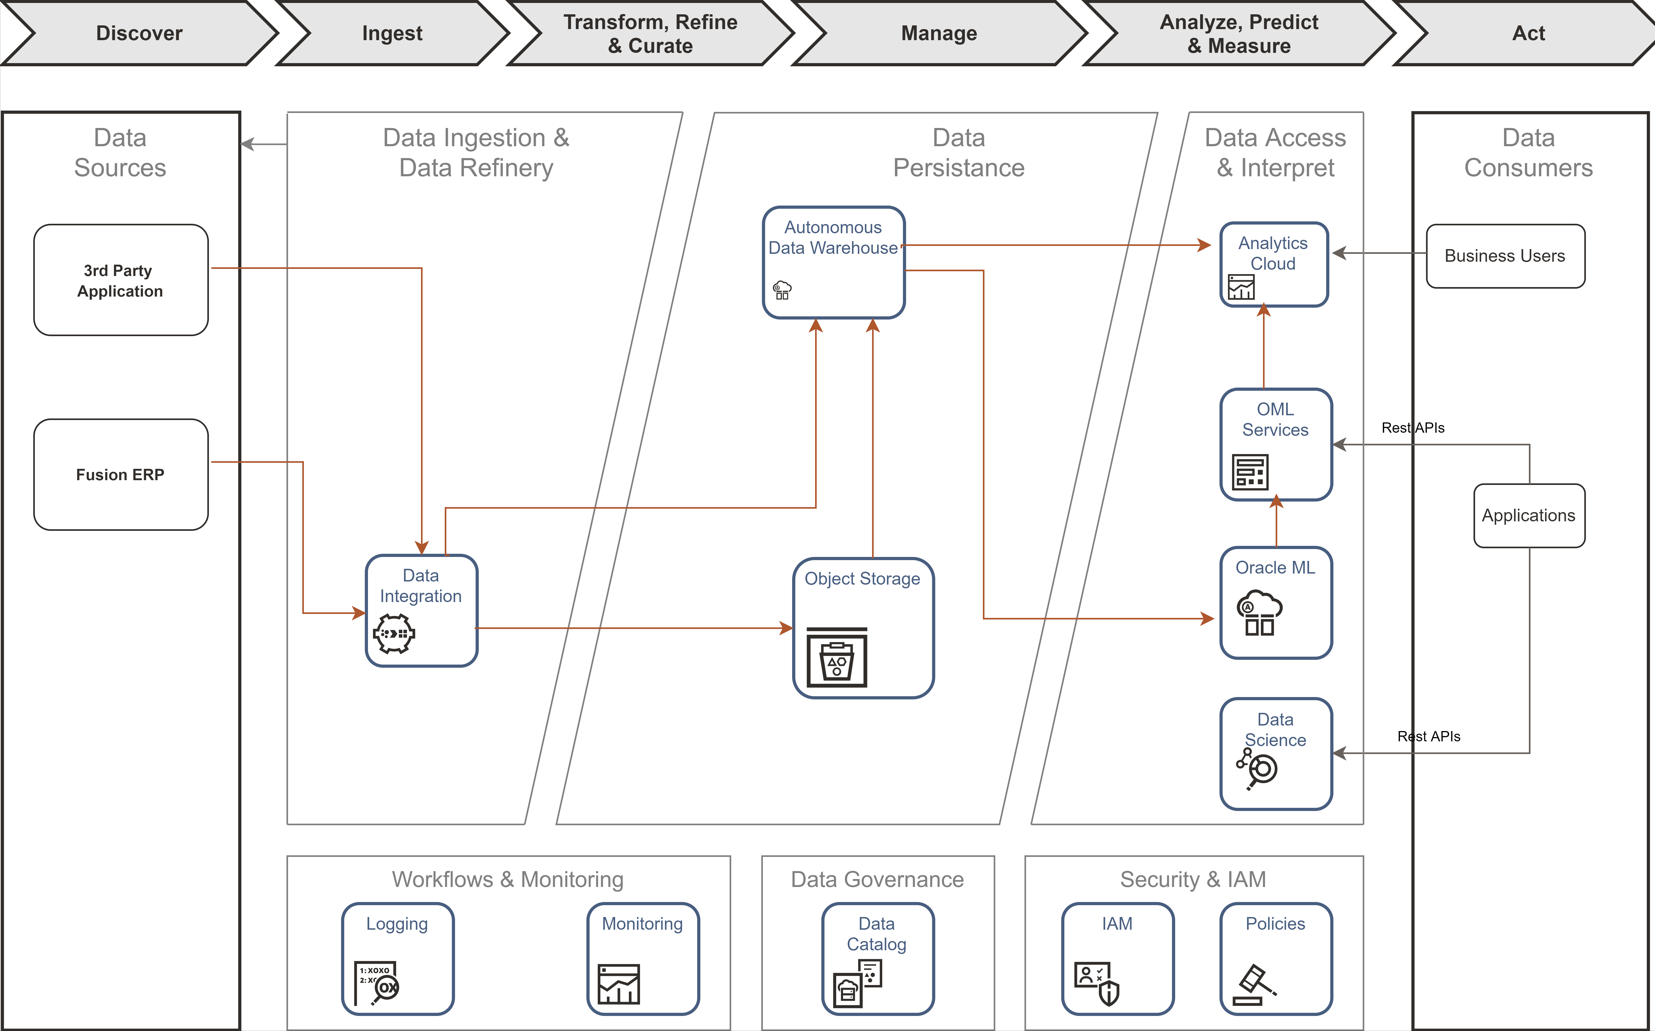 Discover
Ingest
Transform, Refine
& Curate
Manage
Analyze, Predict
& Measure
Act
Data
Sources
Data Ingestion &
Data Refinery
Data
Persistance
Data Access
& Interpret
Data
Consumers
3rd Party
Application
Autonomous
Data Warehouse
Analytics
Cloud
Business Users
Fusion ERP
OML
Services
Rest APIs
Applications
Data
Integration
Object Storage
Oracle ML
Data
Science
Rest APIs
Workflows & Monitoring
Logging
1: XOXO
2: XO
OX
Monitoring
Data Governance
Data
Catalog
Security & IAM
IAM
Policies